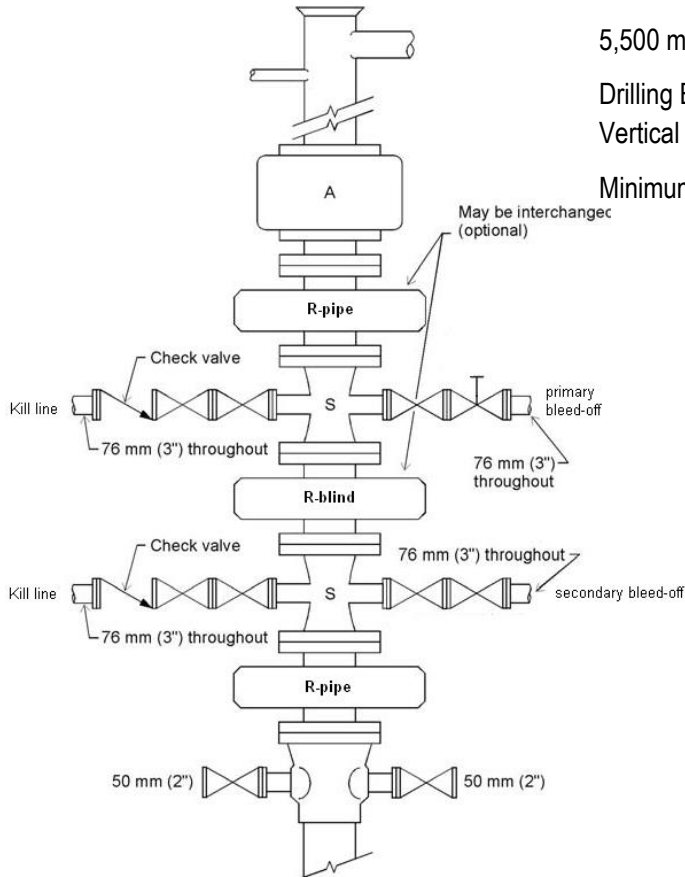 5,500 m
Drilling
Vertical
Minimum
A
May be interchanged
(optional)
R-pipe
Check valve
Kill line
S
primary
bleed-off
76 mm (3") throughout
76 mm (3")
throughout
R-blind
Check valve
76 mm (3") throughout
Kill line
S
secondary bleed-off
76 mm (3") throughout
R-pipe
50 mm (2")
50 mm (2")